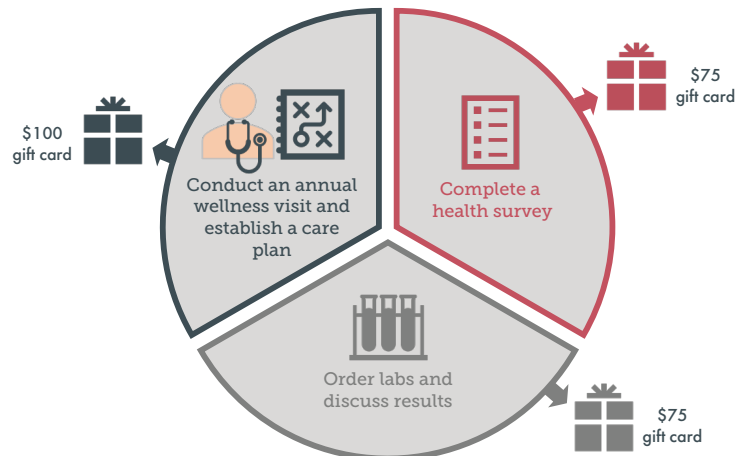 $100
gift card
Conduct an annual
wellness visit and
establish a care
plan
Complete a
health survey
$75
gift card
Order labs and
discuss results
$75
gift card